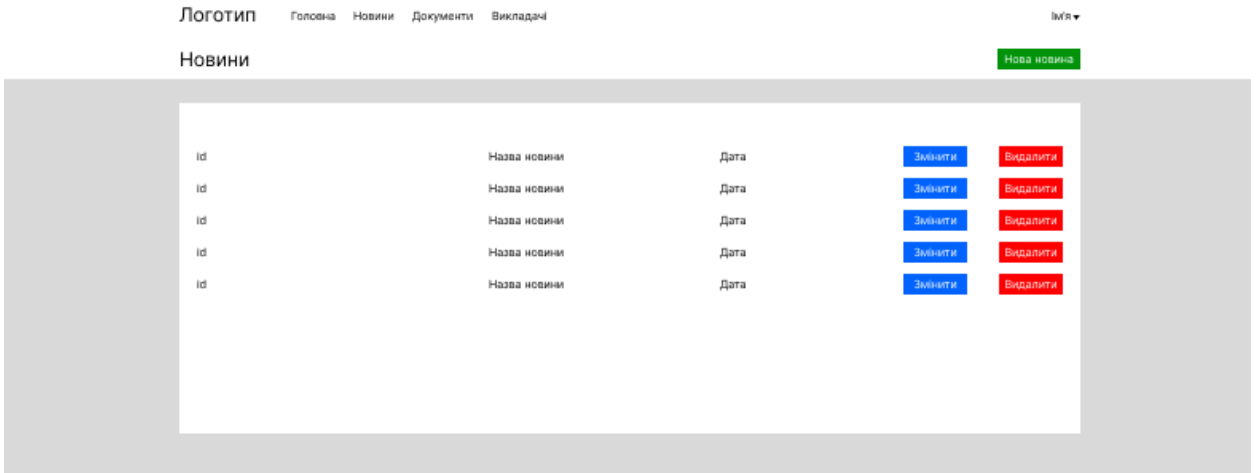 Логотип Головна Новини Документи Викладачі Ім'я
Новини Нова новина
id Назва новини Дата Змінити Видалити
id Назва новини Дата Змінити Видалити
id Назва новини Дата Змінити Видалити
id Назва новини Дата Змінити Видалити
id Назва новини Дата Змінити Видалити